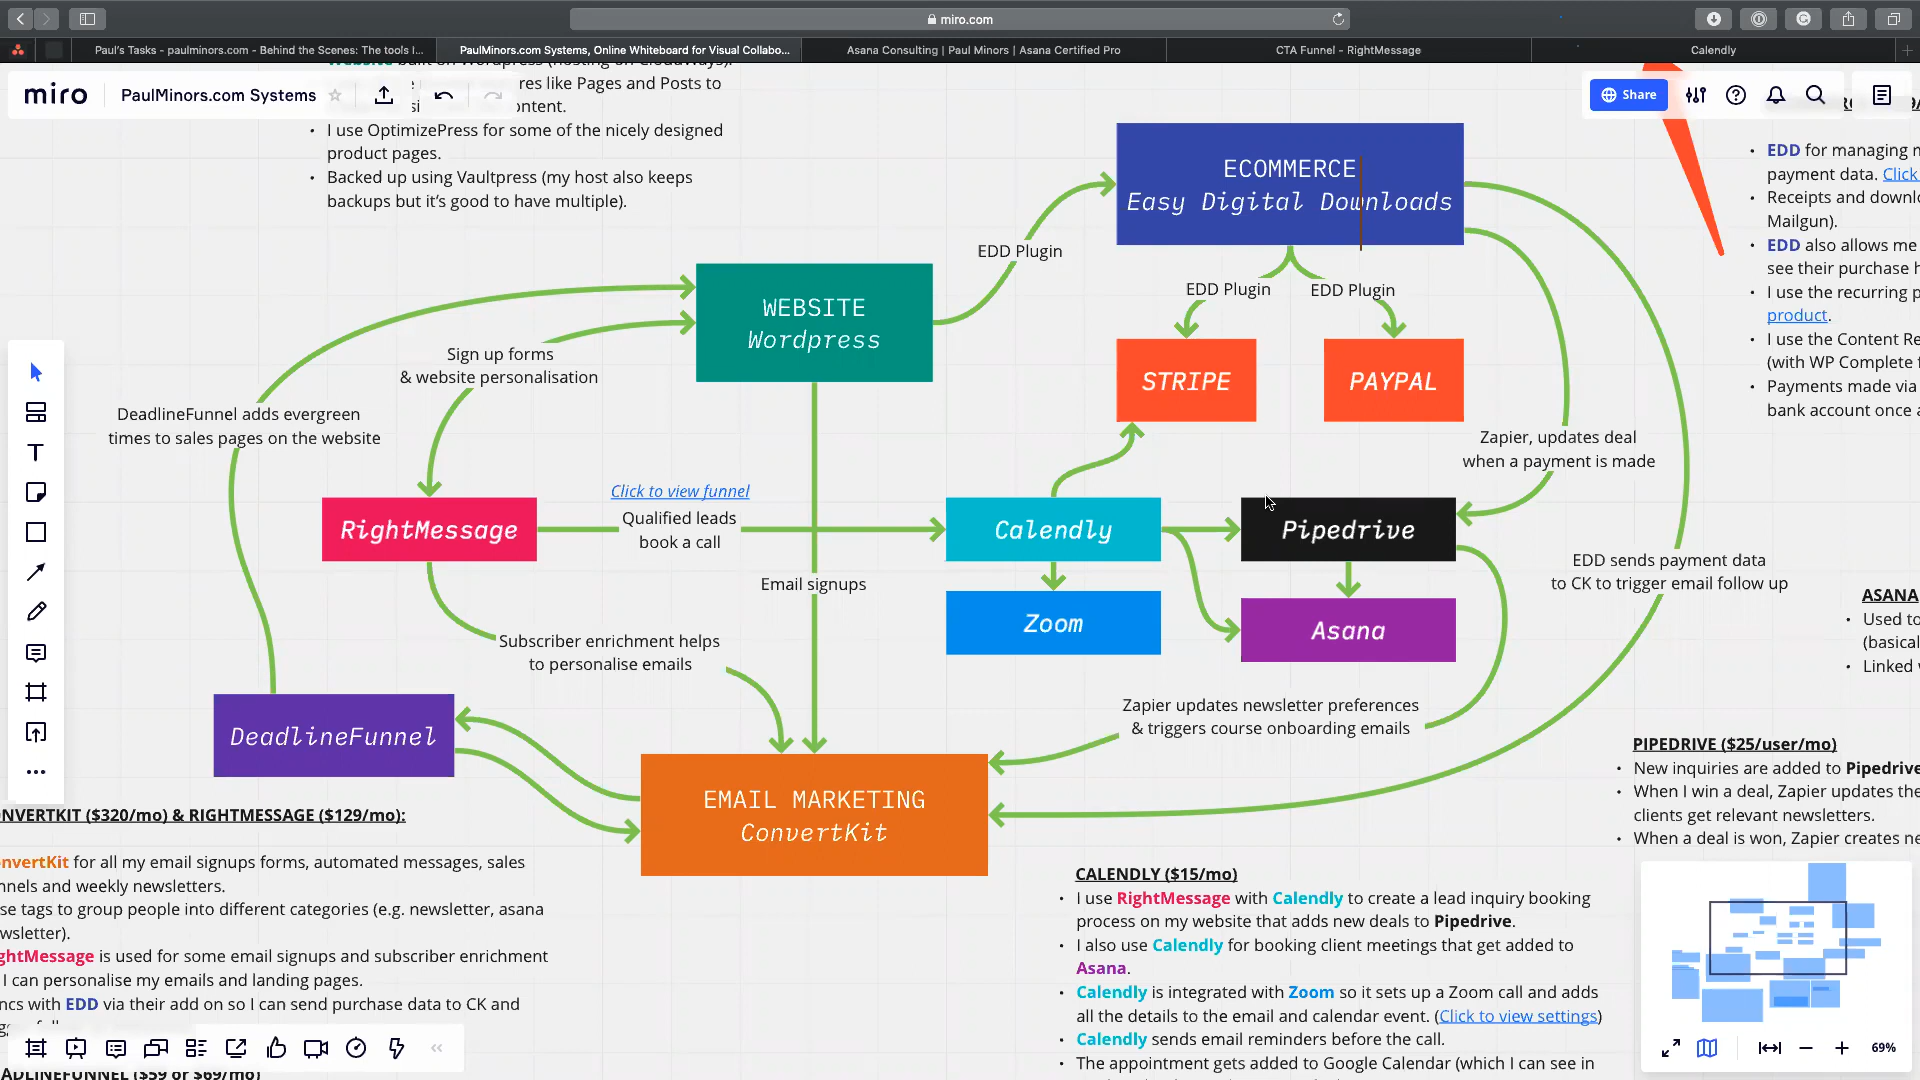 miro.com
Paul's Tasks - paulminors.com - Behind the Scenes: The tools I...
PaulMinors.com Systems, Online Whiteboard for Visual Collabo...
Asana Consulting | Paul Minors | Asana Certified Pro
CTA Funnel - RightMessage
Calendly
miro
PaulMinors.com Systems
Share
res like Pages and Posts to
ontent.
• I use OptimizePress for some of the nicely designed
product pages.
• Backed up using Vaultpress (my host also keeps
backups but it's good to have multiple).
ECOMMERCE
Easy Digital Downloads
EDD Plugin
EDD Plugin
EDD Plugin
WEBSITE
Wordpress
STRIPE
PAYPAL
Sign up forms
& website personalisation
DeadlineFunnel adds evergreen
times to sales pages on the website
Zapier, updates deal
when a payment is made
Click to view funnel
Qualified leads
book a call
RightMessage
Calendly
Pipedrive
Zoom
Asana
Email signups
EDD sends payment data
to CK to trigger email follow up
Subscriber enrichment helps
to personalise emails
DeadlineFunnel
Zapier updates newsletter preferences
& triggers course onboarding emails
EMAIL MARKETING
ConvertKit
• EDD for managing
payment data. Click
• Receipts and downl
Mailgun).
• EDD also allows me
see their purchase h
• I use the recurring p
product.
• I use the Content Re
(with WP Complete f
• Payments made via
bank account once a
ASANA
• Used to
(basical
• Linked
PIPEDRIVE ($25/user/mo)
• New inquiries are added to Pipedrive
• When I win a deal, Zapier updates the
clients get relevant newsletters.
• When a deal is won, Zapier creates ne
NVERTKIT ($320/mo) & RIGHTMESSAGE ($129/mo):
onvertKit for all my email signups forms, automated messages, sales
nnels and weekly newsletters.
se tags to group people into different categories (e.g. newsletter, asana
wsletter).
ghtMessage is used for some email signups and subscriber enrichment
I can personalise my emails and landing pages.
ncs with EDD via their add on so I can send purchase data to CK and
ADLINEFUNNEL ($59 or $69/mo)
CALENDLY ($15/mo)
• I use RightMessage with Calendly to create a lead inquiry booking
process on my website that adds new deals to Pipedrive.
• I also use Calendly for booking client meetings that get added to
Asana.
• Calendly is integrated with Zoom so it sets up a Zoom call and adds
all the details to the email and calendar event. (Click to view settings)
• Calendly sends email reminders before the call.
• The appointment gets added to Google Calendar (which I can see in
69%